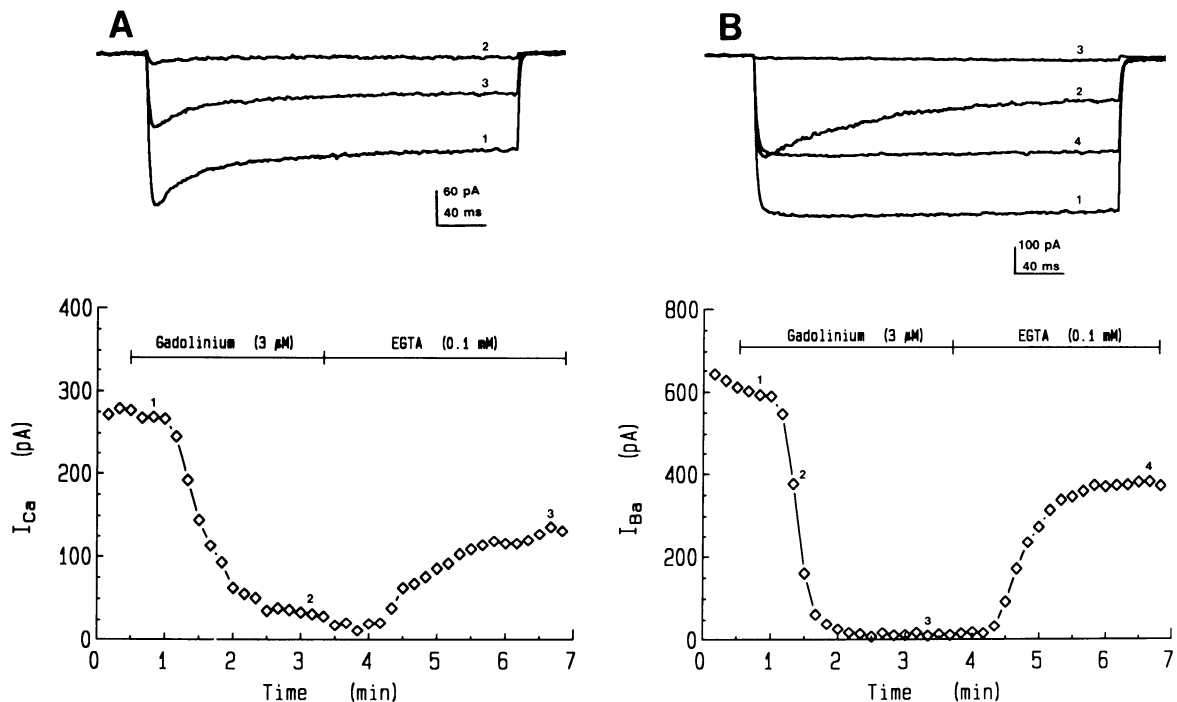 A
2
3
1
60 pA
40 ms
400
300
200
100
0
I_Ca (pA)
Gadolinium (3 µM)
EGTA (0.1 mM)
1
2
3
0 1 2 3 4 5 6 7
Time (min)
B
3
2
4
1
100 pA
40 ms
800
600
400
200
0
I_Ba (pA)
Gadolinium (3 µM)
EGTA (0.1 mM)
1
2
3
4
0 1 2 3 4 5 6 7
Time (min)